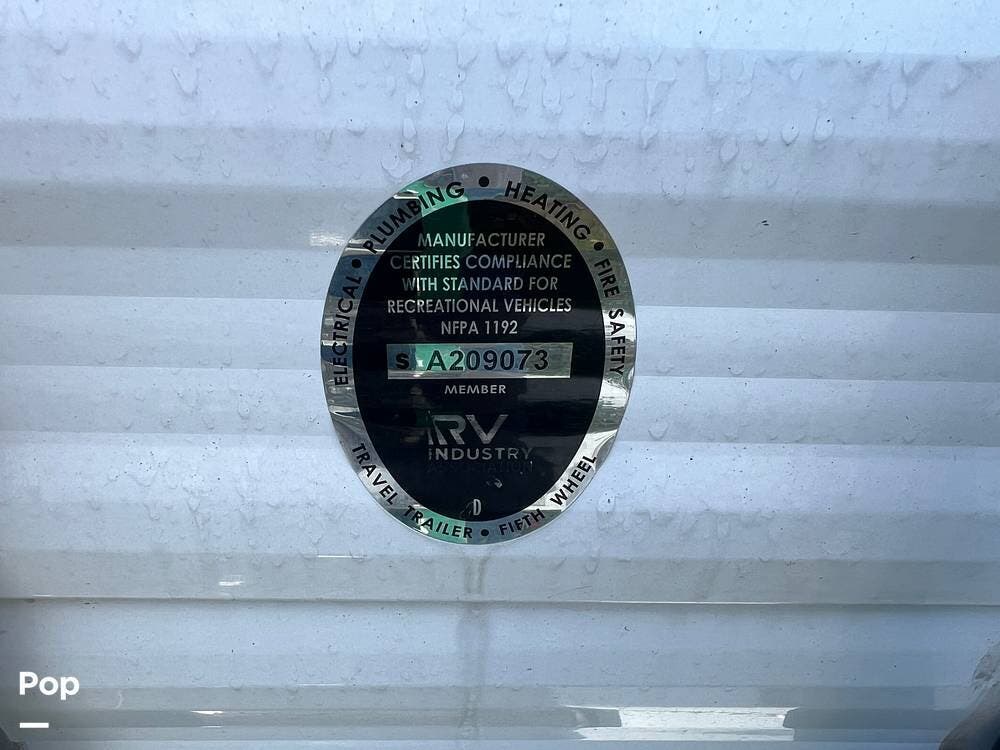 ELECTRICAL • PLUMBING • HEATING • FIRE SAFETY
MANUFACTURER
CERTIFIES COMPLIANCE
WITH STANDARD FOR
RECREATIONAL VEHICLES
NFPA 1192
S A209073
MEMBER
RV
INDUSTRY
ASSOCIATION
D
TRAVEL TRAILER • FIFTH WHEEL
Pop